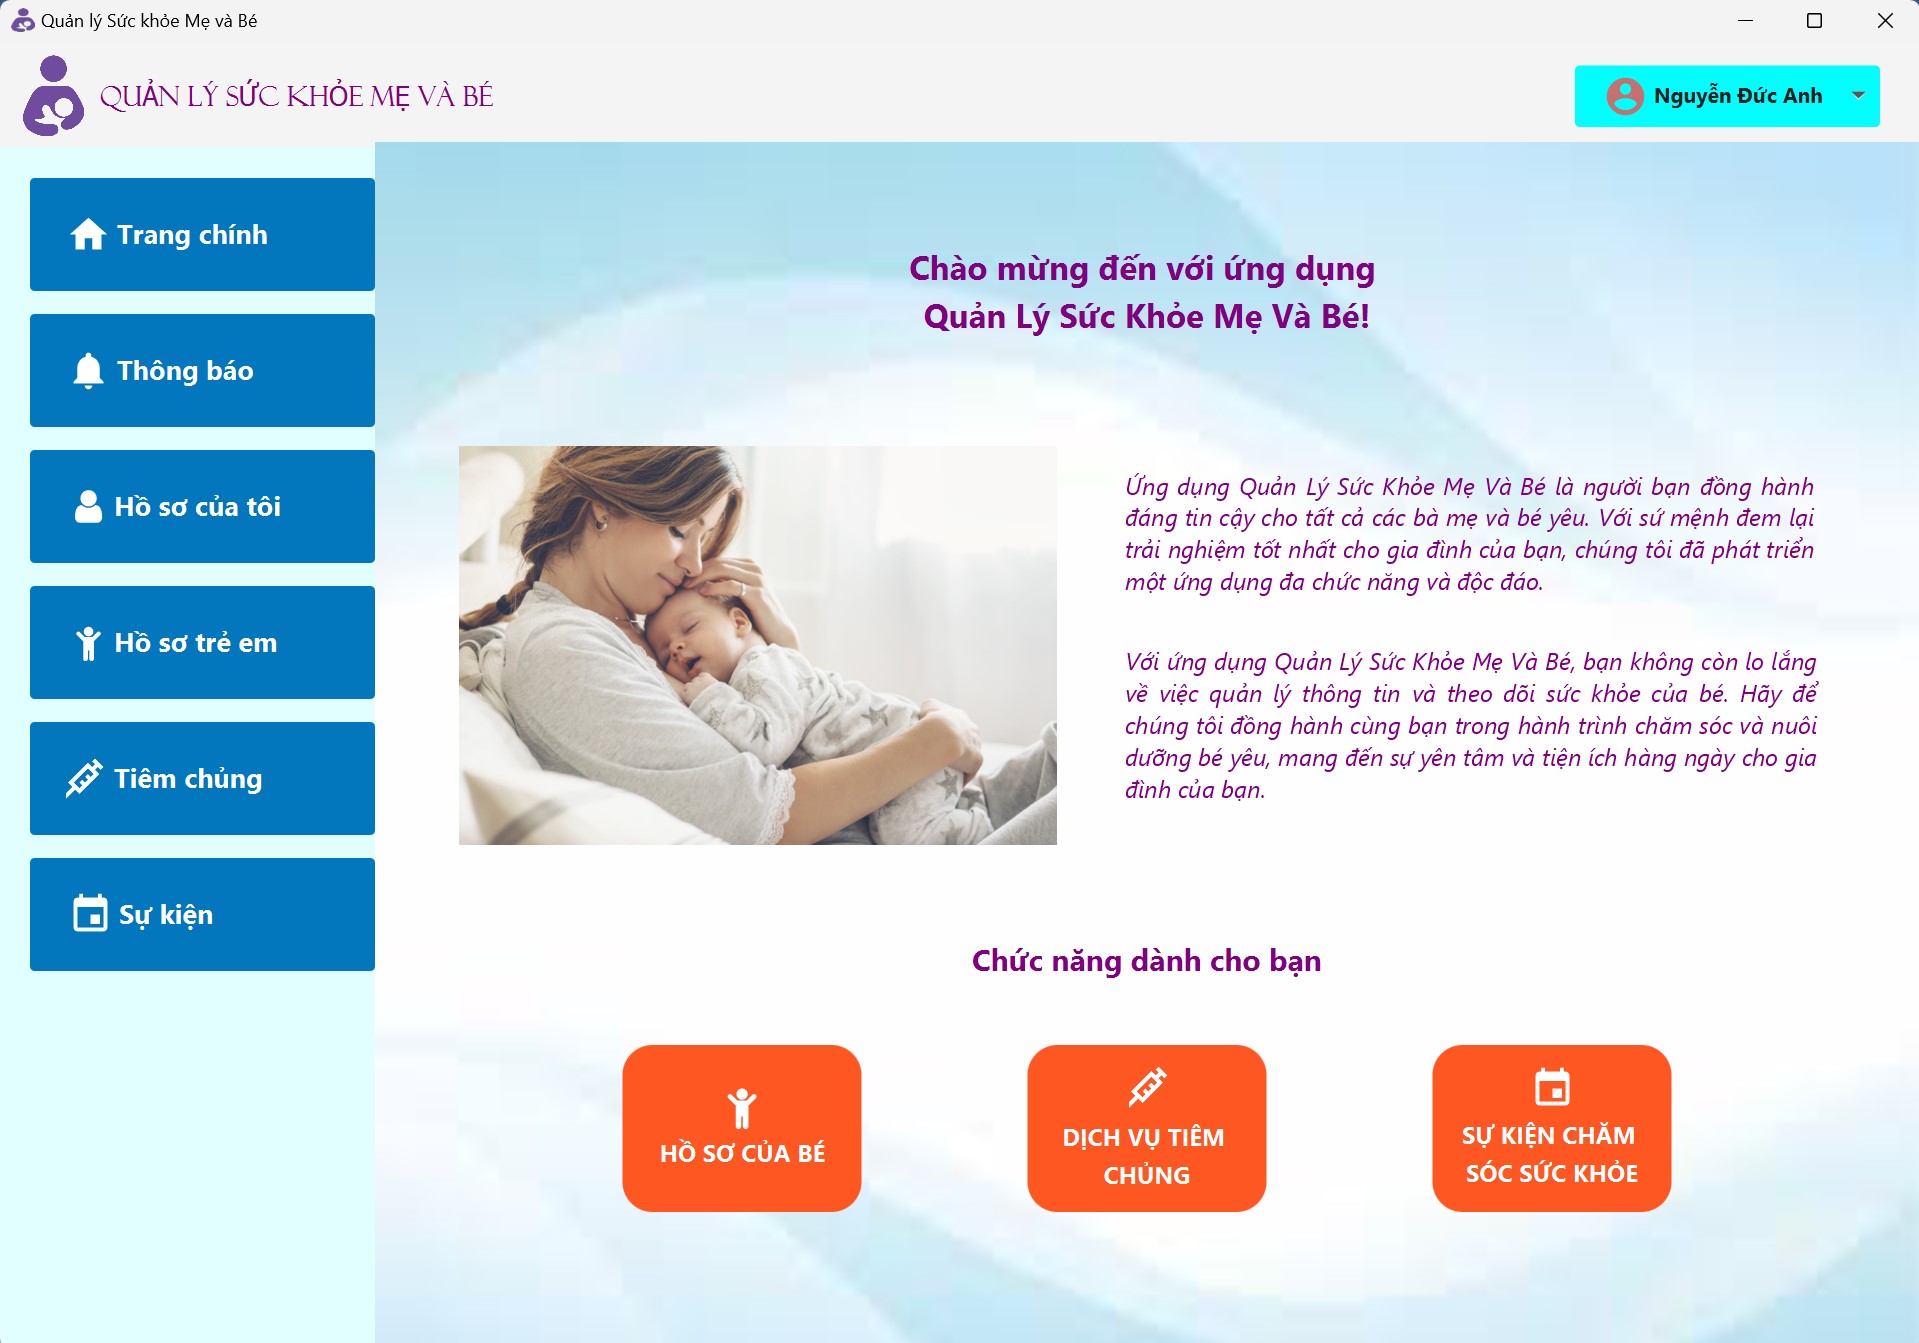 Quản lý Sức khỏe Mẹ và Bé
QUẢN LÝ SỨC KHỎE MẸ VÀ BÉ
Nguyễn Đức Anh
Trang chính
Thông báo
Hồ sơ của tôi
Hồ sơ trẻ em
Tiêm chủng
Sự kiện
Chào mừng đến với ứng dụng
Quản Lý Sức Khỏe Mẹ Và Bé!
Ứng dụng Quản Lý Sức Khỏe Mẹ Và Bé là người bạn đồng hành
đáng tin cậy cho tất cả các bà mẹ và bé yêu. Với sứ mệnh đem lại
trải nghiệm tốt nhất cho gia đình của bạn, chúng tôi đã phát triển
một ứng dụng đa chức năng và độc đáo.
Với ứng dụng Quản Lý Sức Khỏe Mẹ Và Bé, bạn không còn lo lắng
về việc quản lý thông tin và theo dõi sức khỏe của bé. Hãy để
chúng tôi đồng hành cùng bạn trong hành trình chăm sóc và nuôi
dưỡng bé yêu, mang đến sự yên tâm và tiện ích hàng ngày cho gia
đình của bạn.
Chức năng dành cho bạn
HỒ SƠ CỦA BÉ
DỊCH VỤ TIÊM
CHỦNG
SỰ KIỆN CHĂM
SÓC SỨC KHỎE